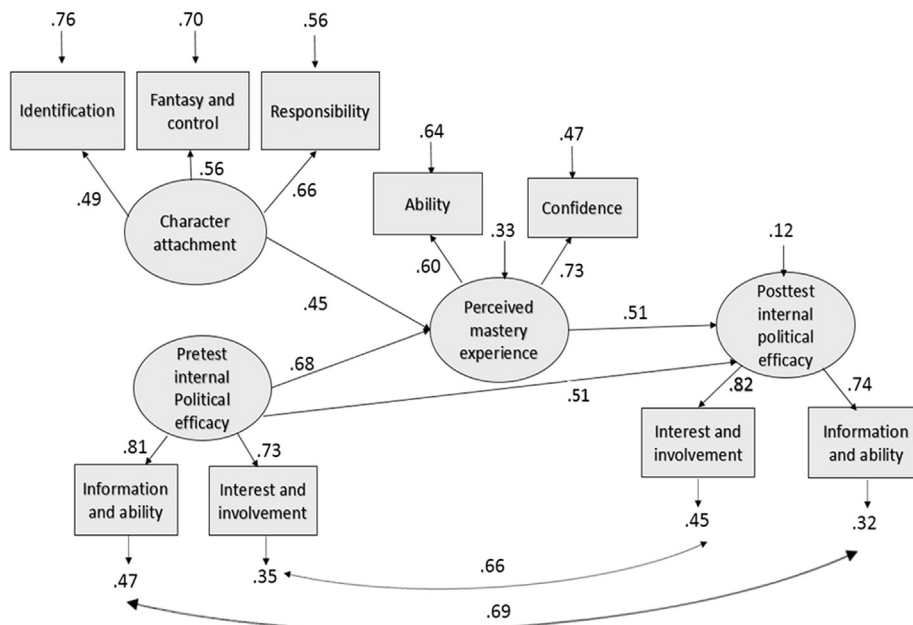 .76
.70
.56
Identification
Fantasy and
control
Responsibility
.49
.56
.66
Character
attachment
.64
.47
Ability
Confidence
.60
.33
.73
Perceived
mastery
experience
.45
.68
.51
.51
Pretest
internal
Political
efficacy
.81
.73
Information
and ability
Interest and
involvement
.47
.35
.12
Posttest
internal
political
efficacy
.82
.74
Interest and
involvement
Information
and ability
.45
.32
.66
.69